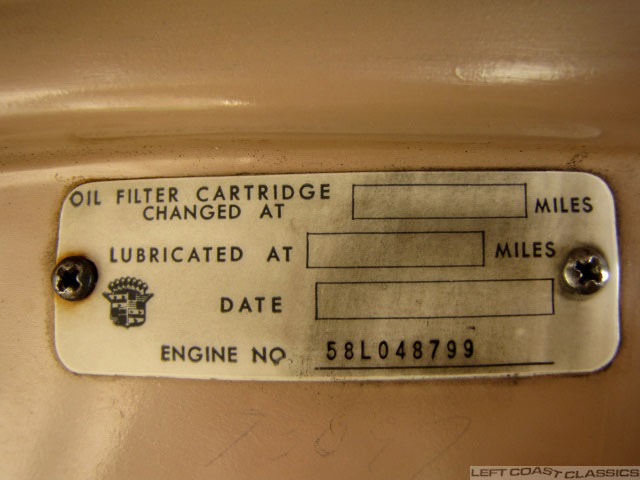 OIL FILTER CARTRIDGE
CHANGED AT MILES
LUBRICATED AT MILES
DATE
ENGINE NO. 58L048799
LEFT COAST CLASSICS